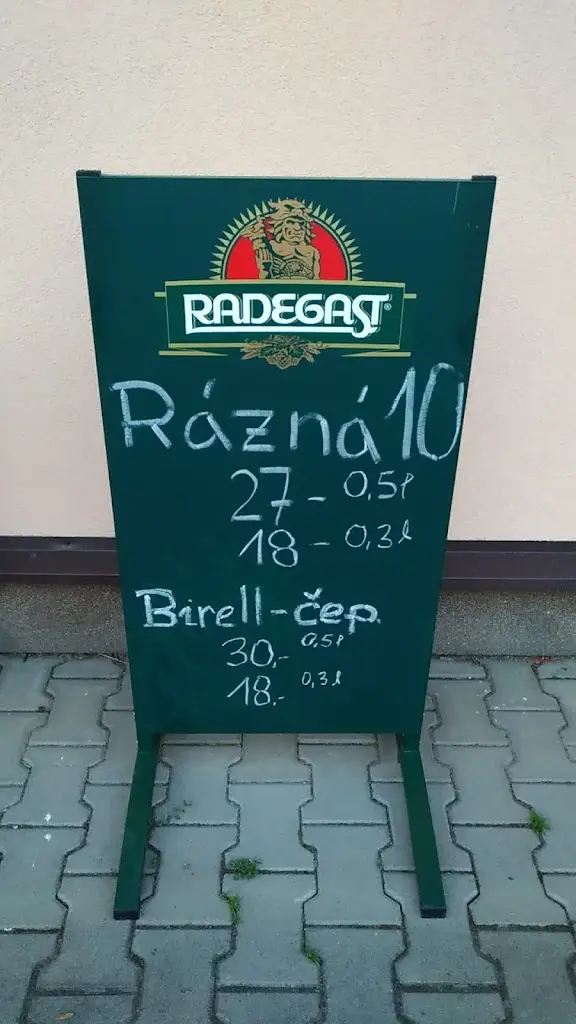 RADEGAST®
Rázná 10
27 - 0,5l
18 - 0,3l
Birell - čep.
30,- 0,5l
18,- 0,3l